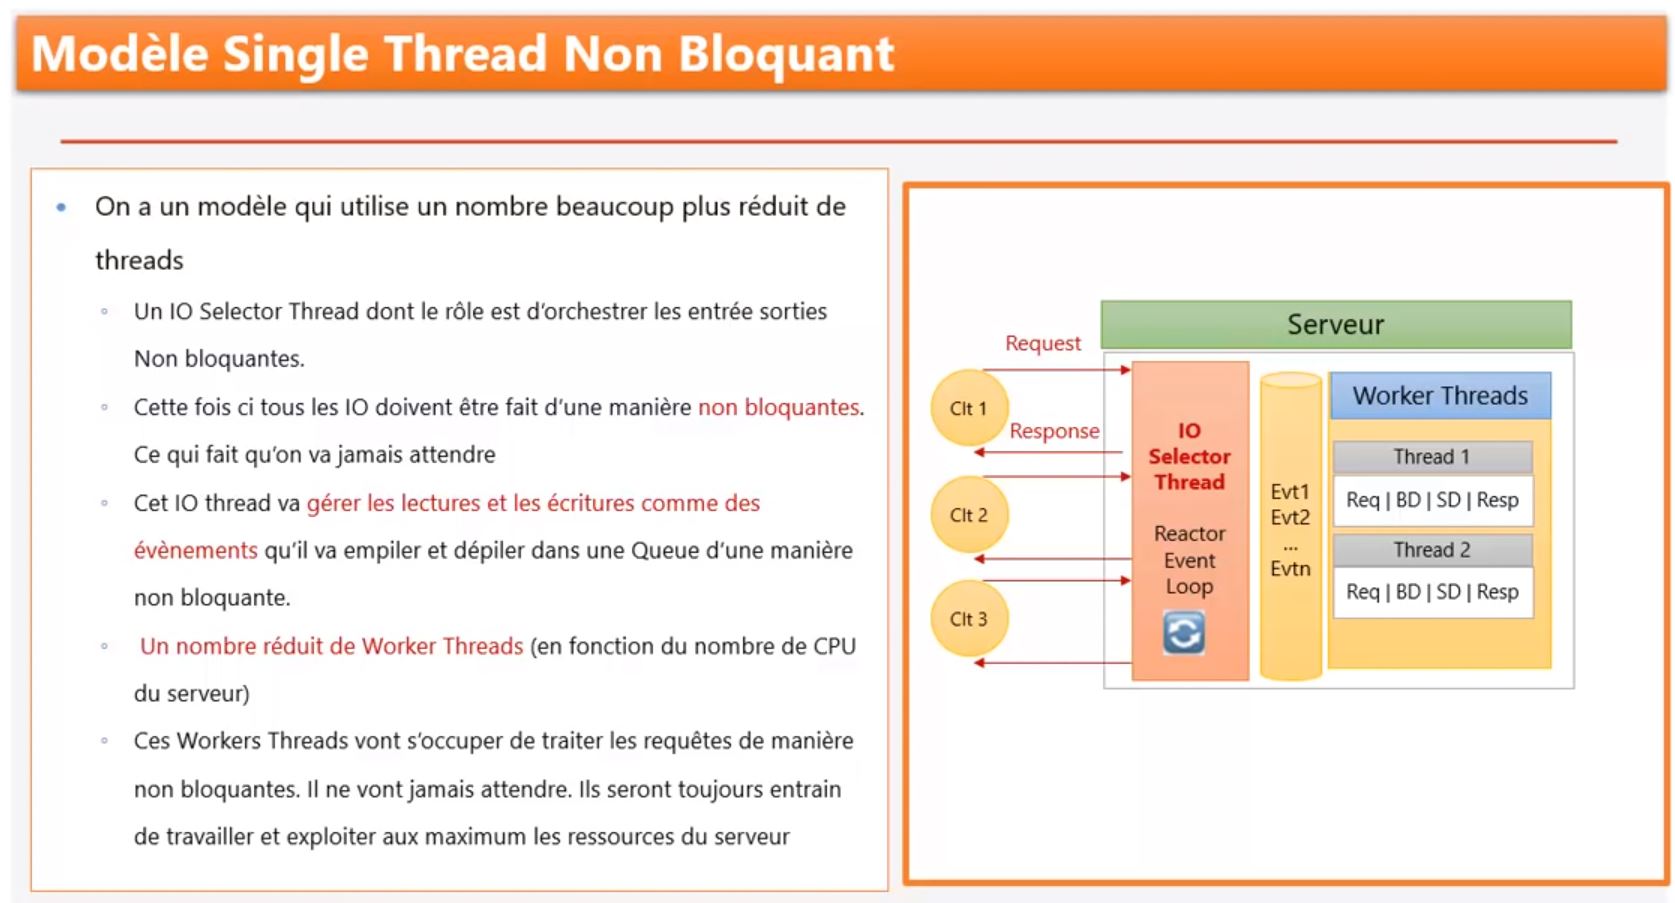 Modèle Single Thread Non Bloquant
• On a un modèle qui utilise un nombre beaucoup plus réduit de
threads
◦ Un IO Selector Thread dont le rôle est d'orchestrer les entrée sorties
Non bloquantes.
◦ Cette fois ci tous les IO doivent être fait d'une manière non bloquantes.
Ce qui fait qu'on va jamais attendre
◦ Cet IO thread va gérer les lectures et les écritures comme des
évènements qu'il va empiler et dépiler dans une Queue d'une manière
non bloquante.
◦ Un nombre réduit de Worker Threads (en fonction du nombre de CPU
du serveur)
◦ Ces Workers Threads vont s'occuper de traiter les requêtes de manière
non bloquantes. Il ne vont jamais attendre. Ils seront toujours entrain
de travailler et exploiter aux maximum les ressources du serveur
Serveur
Request
Clt 1
Response
Clt 2
Clt 3
IO
Selector
Thread
Reactor
Event
Loop
Evt1
Evt2
...
Evtn
Worker Threads
Thread 1
Req | BD | SD | Resp
Thread 2
Req | BD | SD | Resp